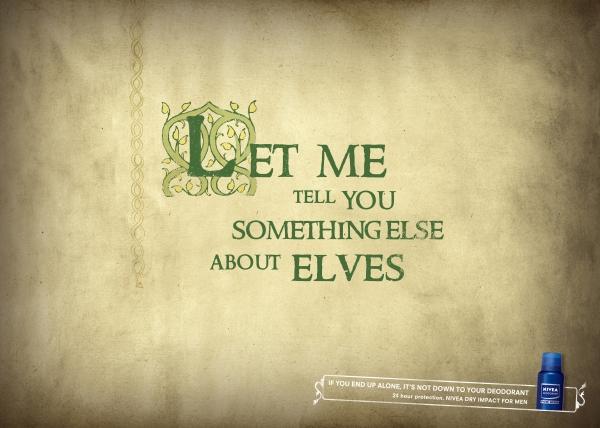 LET ME
TELL YOU
SOMETHING ELSE
ABOUT ELVES
IF YOU END UP ALONE, IT'S NOT DOWN TO YOUR DEODORANT
24 hour protection. NIVEA DRY IMPACT FOR MEN
NIVEA